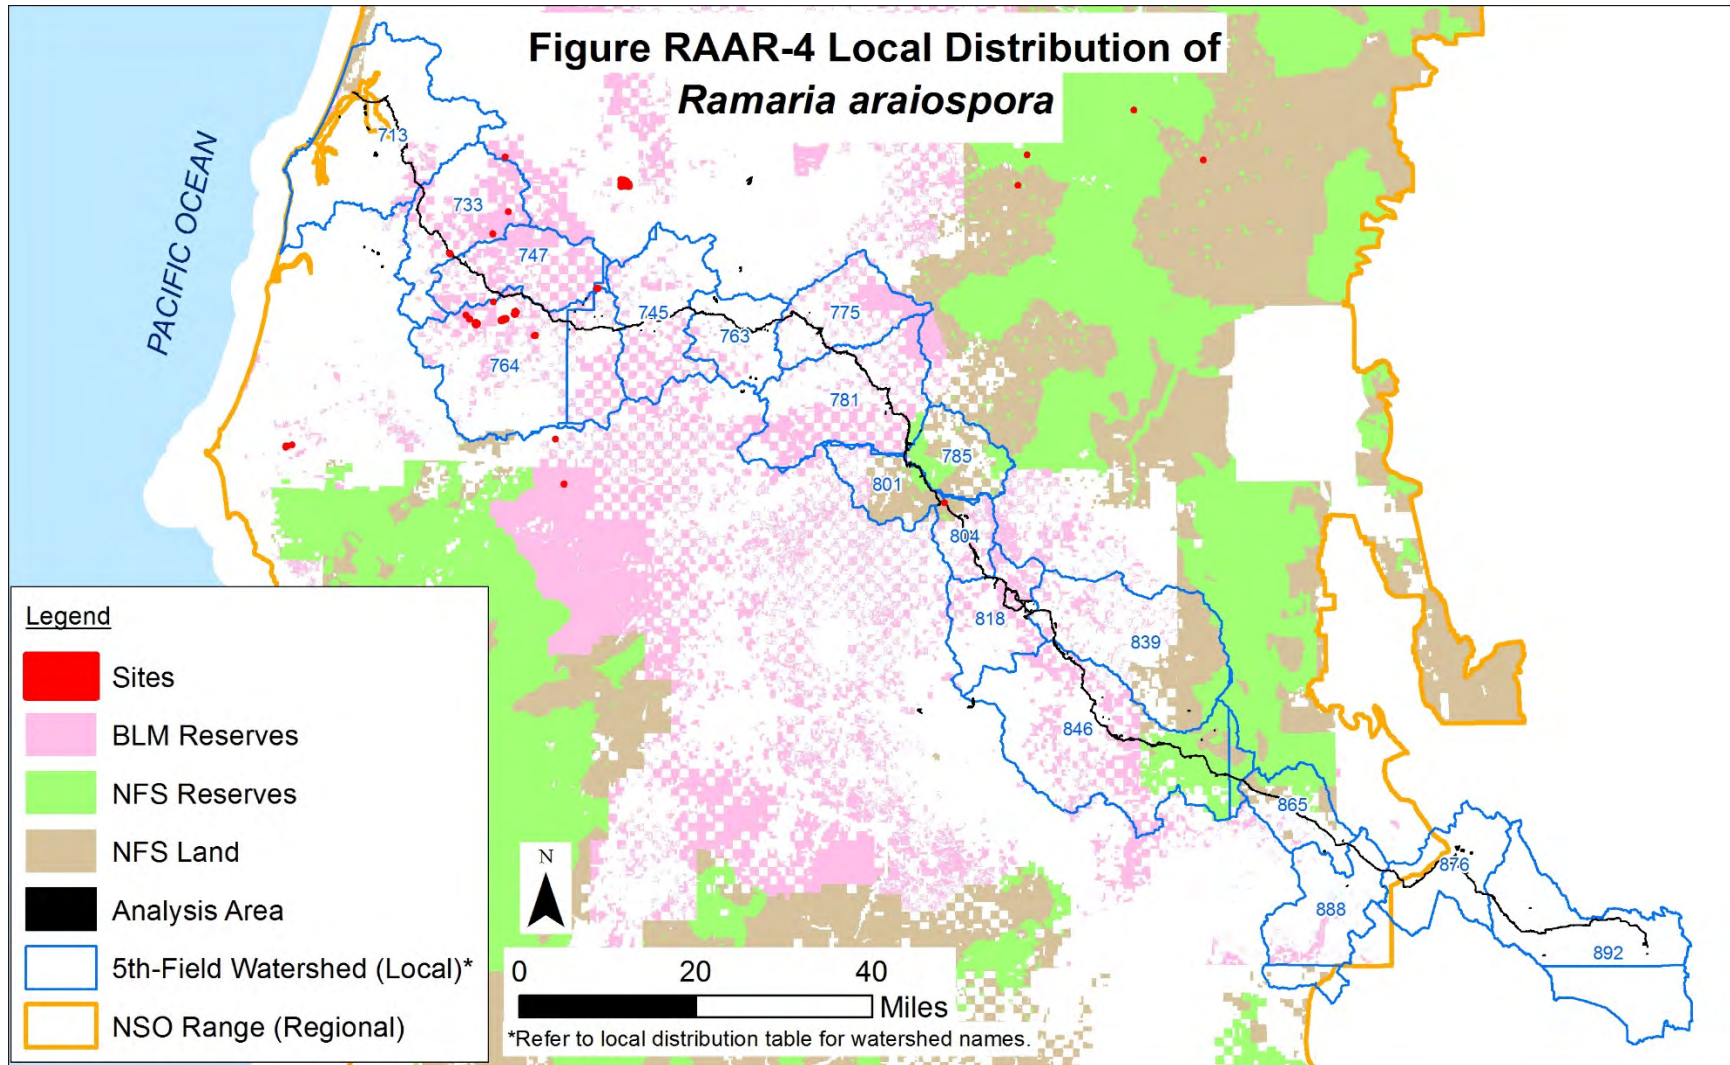 Figure RAAR-4 Local Distribution of
Ramaria araiospora
PACIFIC OCEAN
713
733
747
745
775
763
764
781
785
801
804
818
839
846
865
876
888
892
Legend
Sites
BLM Reserves
NFS Reserves
NFS Land
Analysis Area
5th-Field Watershed (Local)*
NSO Range (Regional)
N
0 20 40
Miles
*Refer to local distribution table for watershed names.